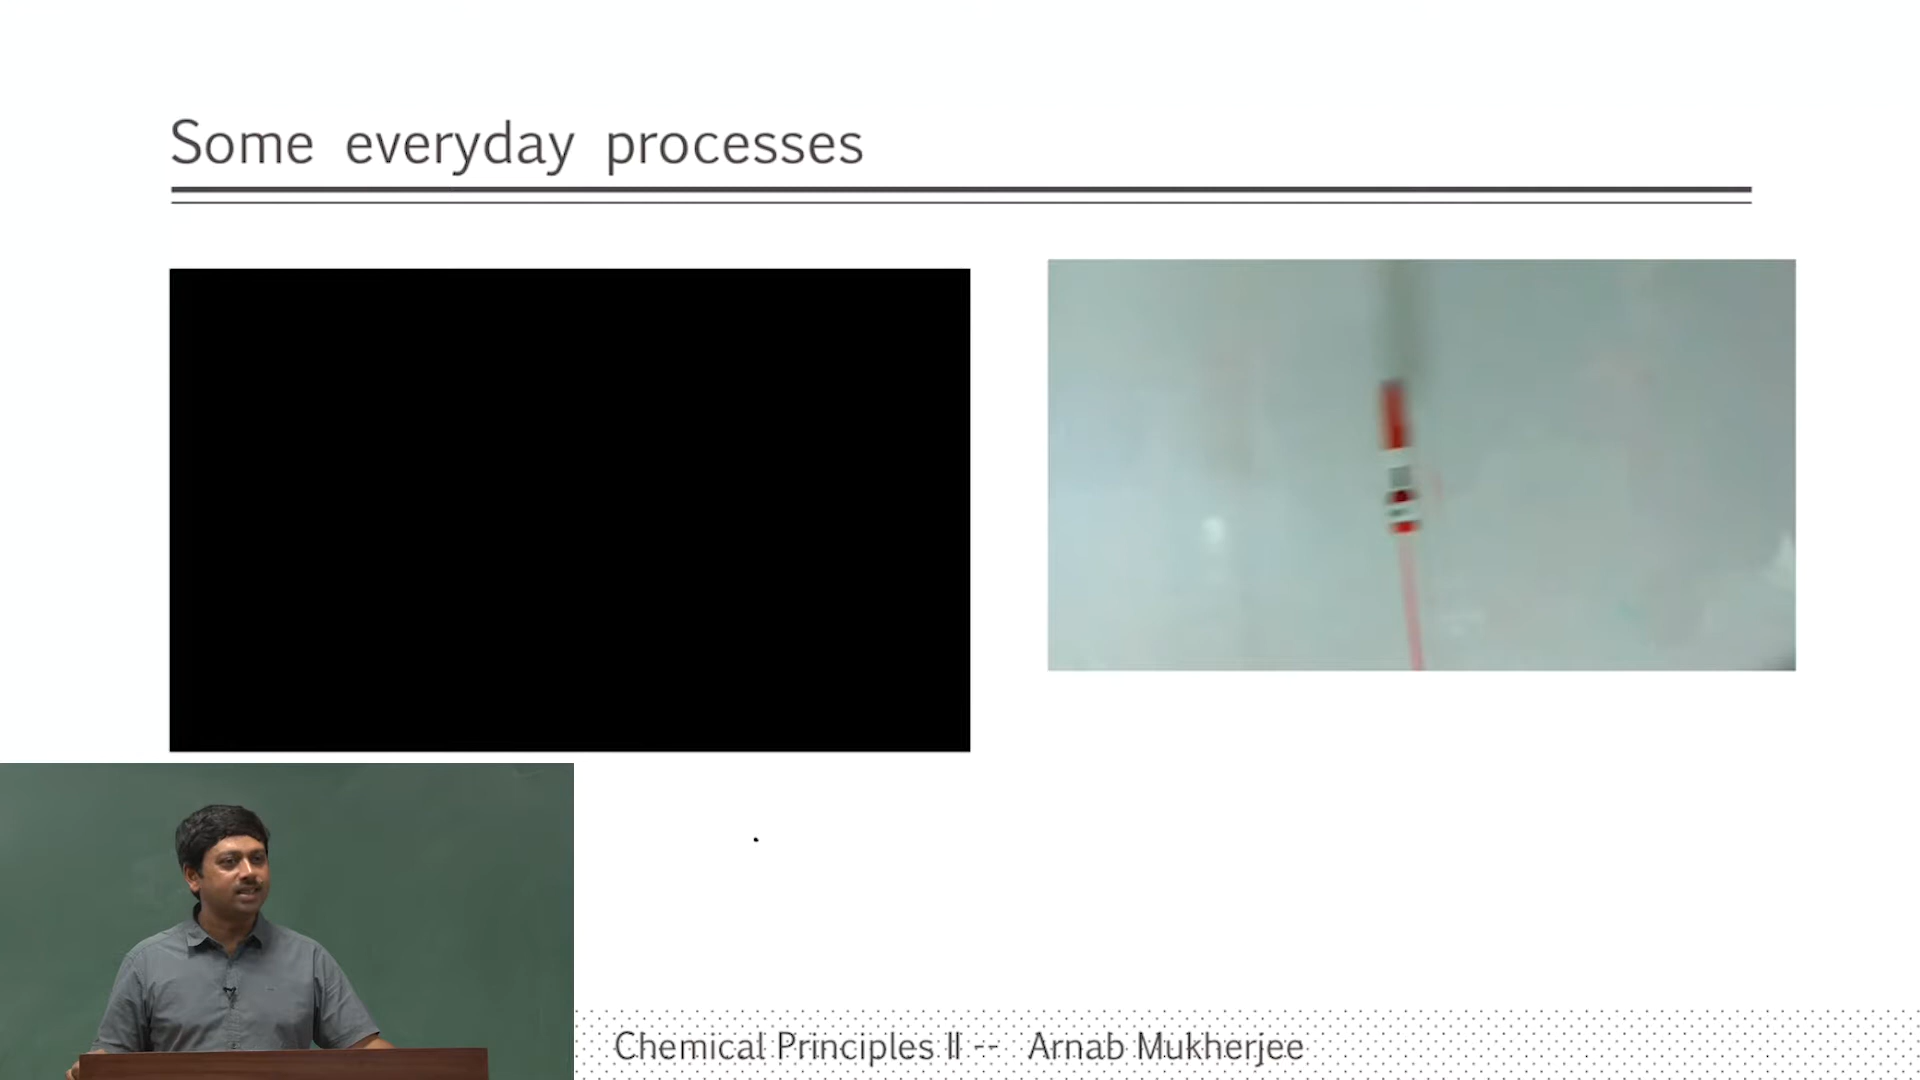 Some everyday processes
Chemical Principles II -- Arnab Mukherjee